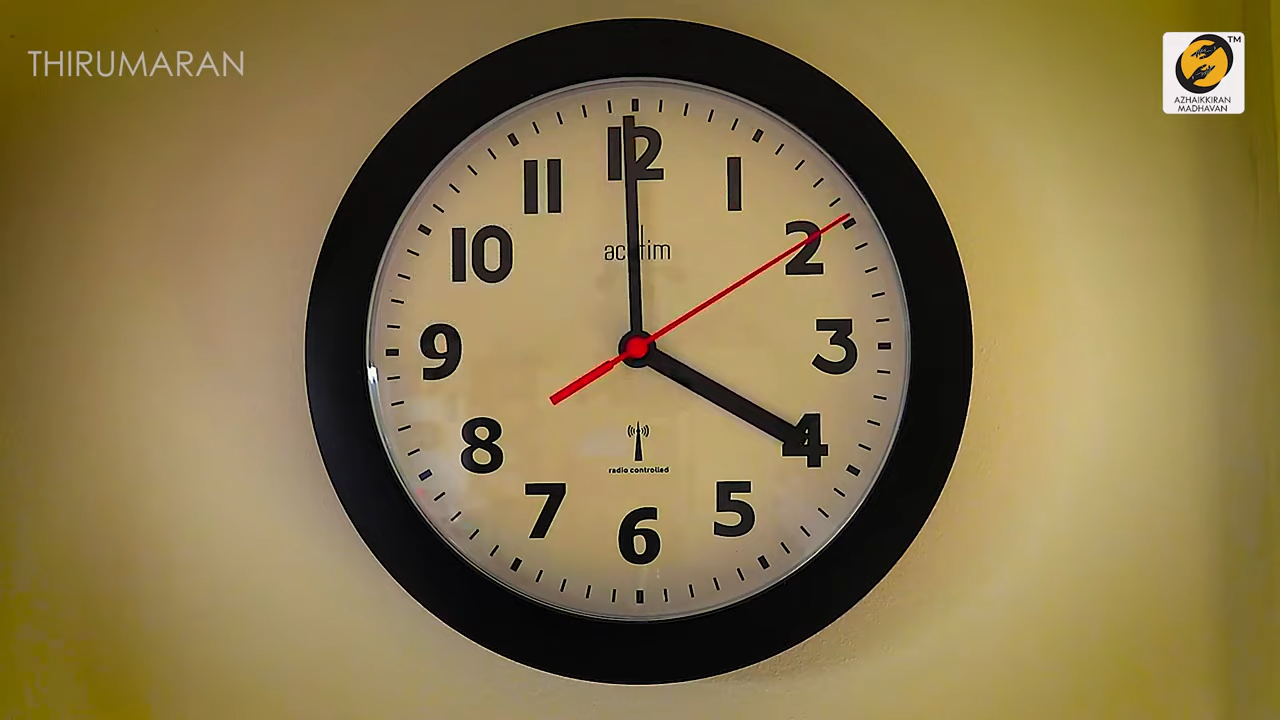 THIRUMARAN
TM
AZHAIKKIRAN
MADHAVAN
12
11
1
10
2
acctim
9
3
8
4
radio controlled
7
5
6